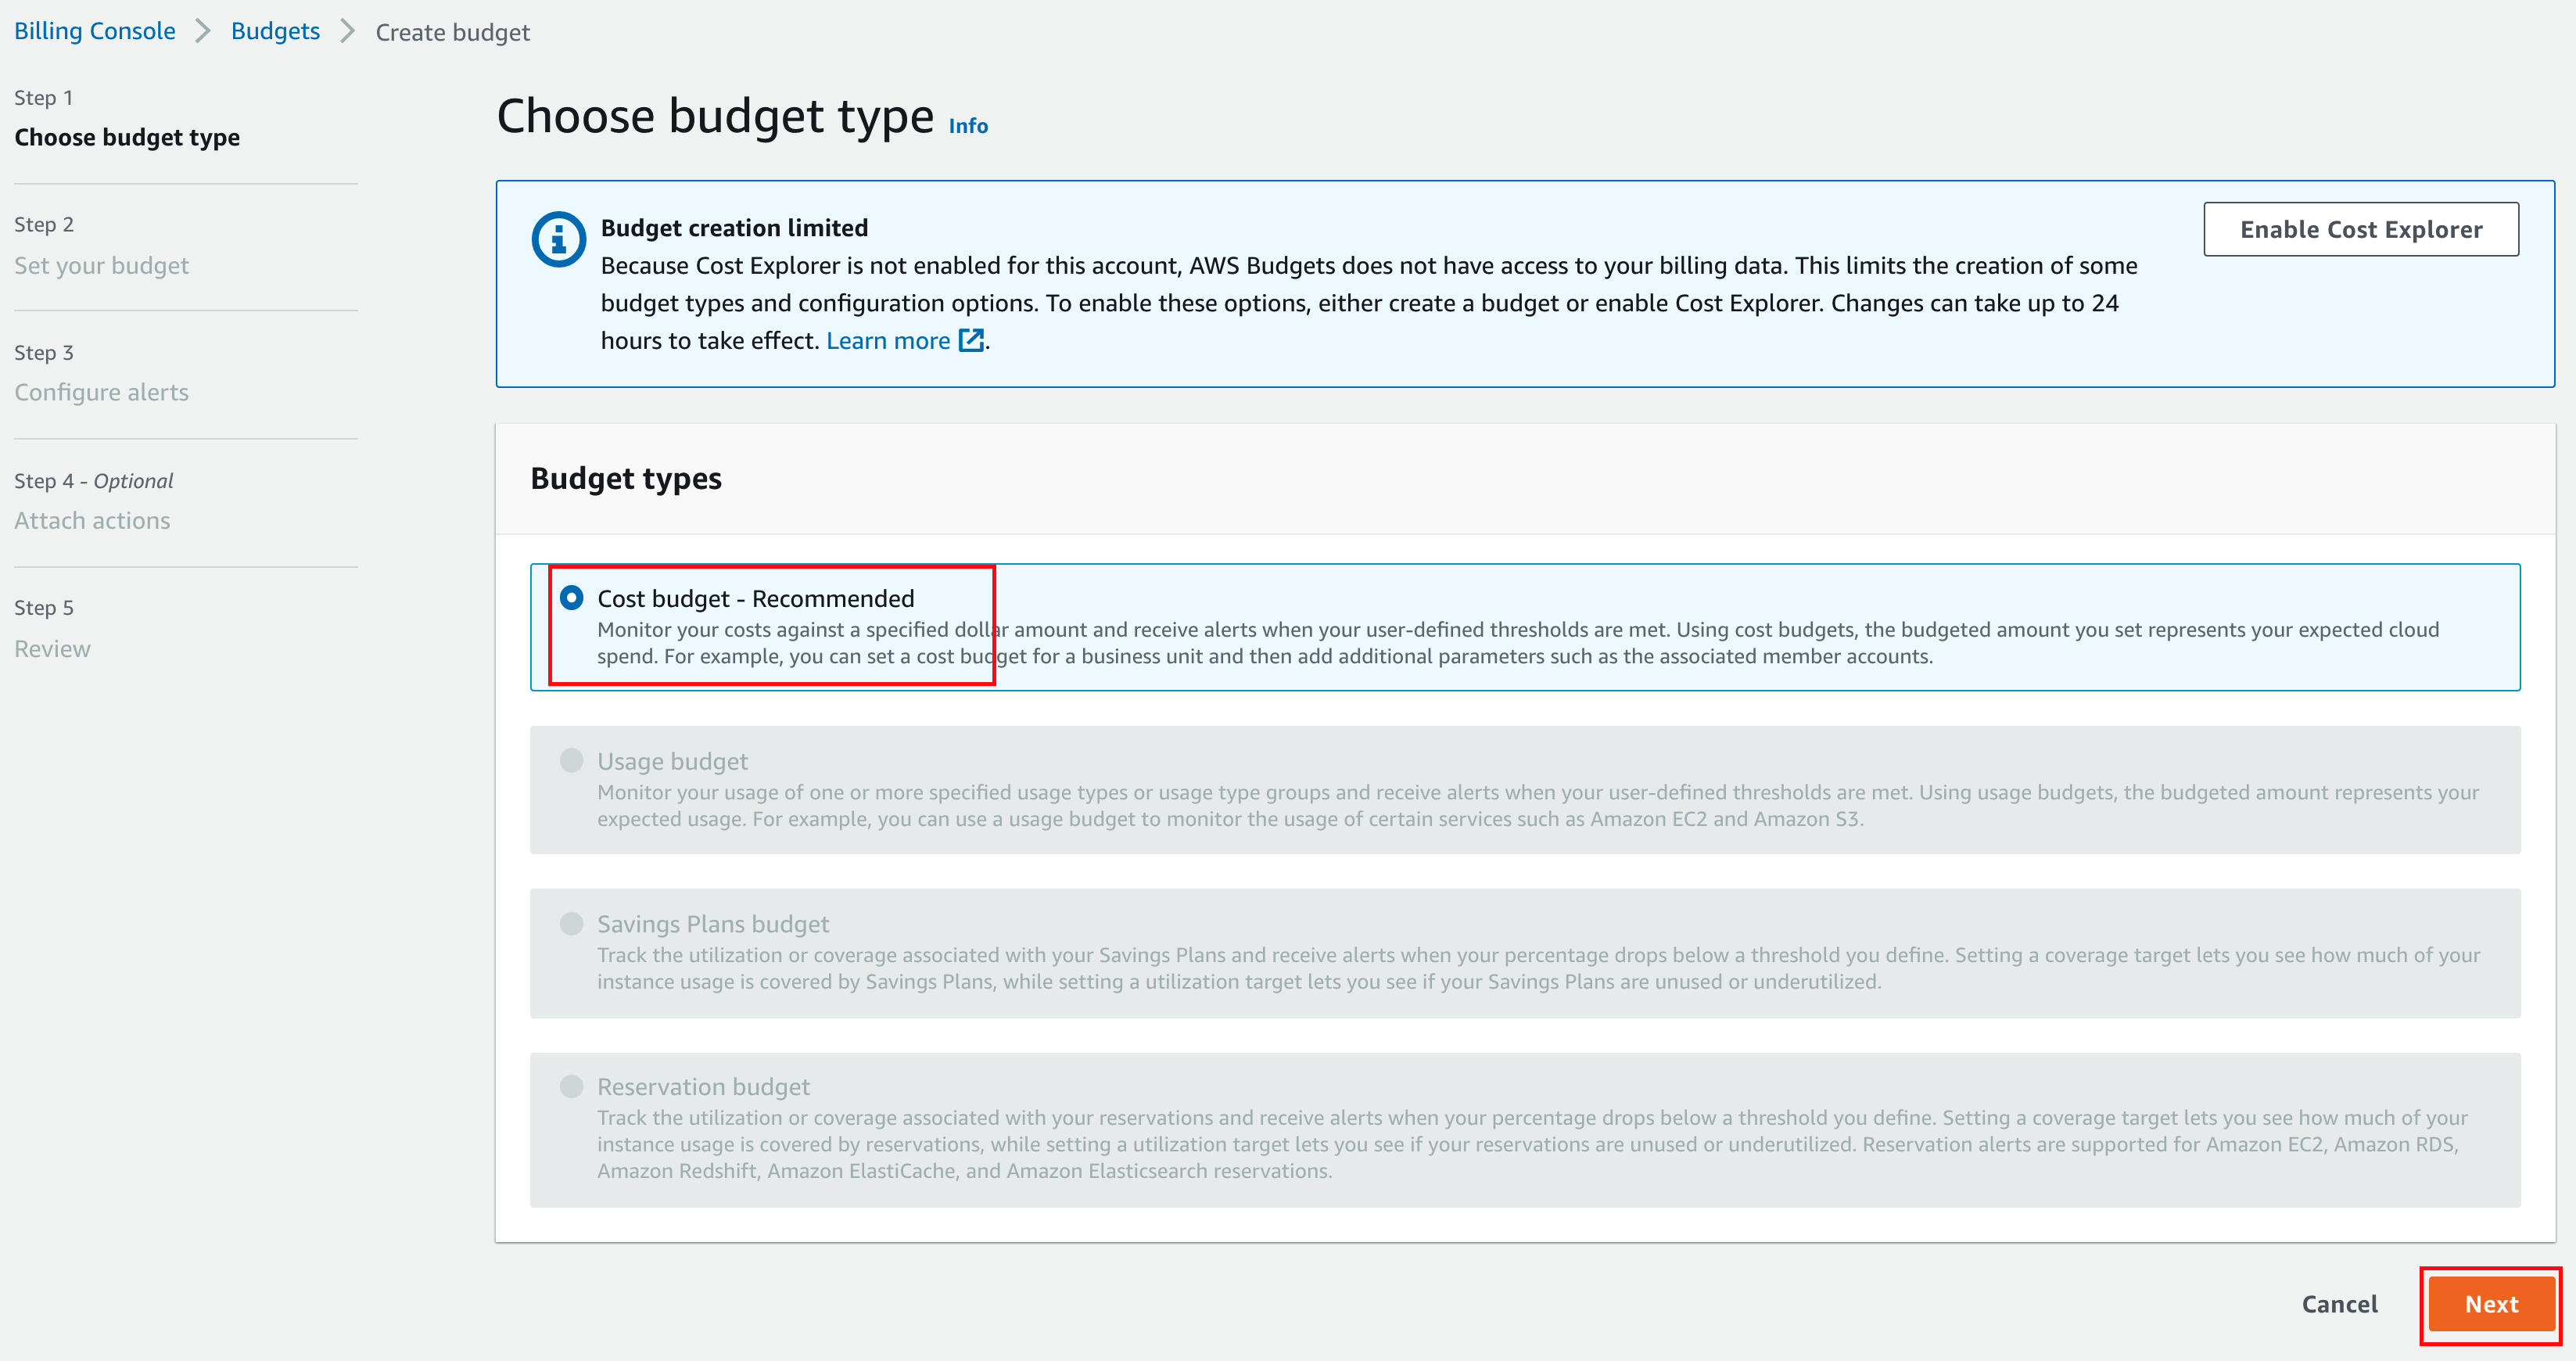 Billing Console > Budgets > Create budget
Step 1
Choose budget type
Step 2
Set your budget
Step 3
Configure alerts
Step 4 - Optional
Attach actions
Step 5
Review
Choose budget type Info
Budget creation limited
Because Cost Explorer is not enabled for this account, AWS Budgets does not have access to your billing data. This limits the creation of some
budget types and configuration options. To enable these options, either create a budget or enable Cost Explorer. Changes can take up to 24
hours to take effect. Learn more.
Enable Cost Explorer
Budget types
Cost budget - Recommended
Monitor your costs against a specified dollar amount and receive alerts when your user-defined thresholds are met. Using cost budgets, the budgeted amount you set represents your expected cloud
spend. For example, you can set a cost budget for a business unit and then add additional parameters such as the associated member accounts.
Usage budget
Monitor your usage of one or more specified usage types or usage type groups and receive alerts when your user-defined thresholds are met. Using usage budgets, the budgeted amount represents your
expected usage. For example, you can use a usage budget to monitor the usage of certain services such as Amazon EC2 and Amazon S3.
Savings Plans budget
Track the utilization or coverage associated with your Savings Plans and receive alerts when your percentage drops below a threshold you define. Setting a coverage target lets you see how much of your
instance usage is covered by Savings Plans, while setting a utilization target lets you see if your Savings Plans are unused or underutilized.
Reservation budget
Track the utilization or coverage associated with your reservations and receive alerts when your percentage drops below a threshold you define. Setting a coverage target lets you see how much of your
instance usage is covered by reservations, while setting a utilization target lets you see if your reservations are unused or underutilized. Reservation alerts are supported for Amazon EC2, Amazon RDS,
Amazon Redshift, Amazon ElastiCache, and Amazon Elasticsearch reservations.
Cancel
Next